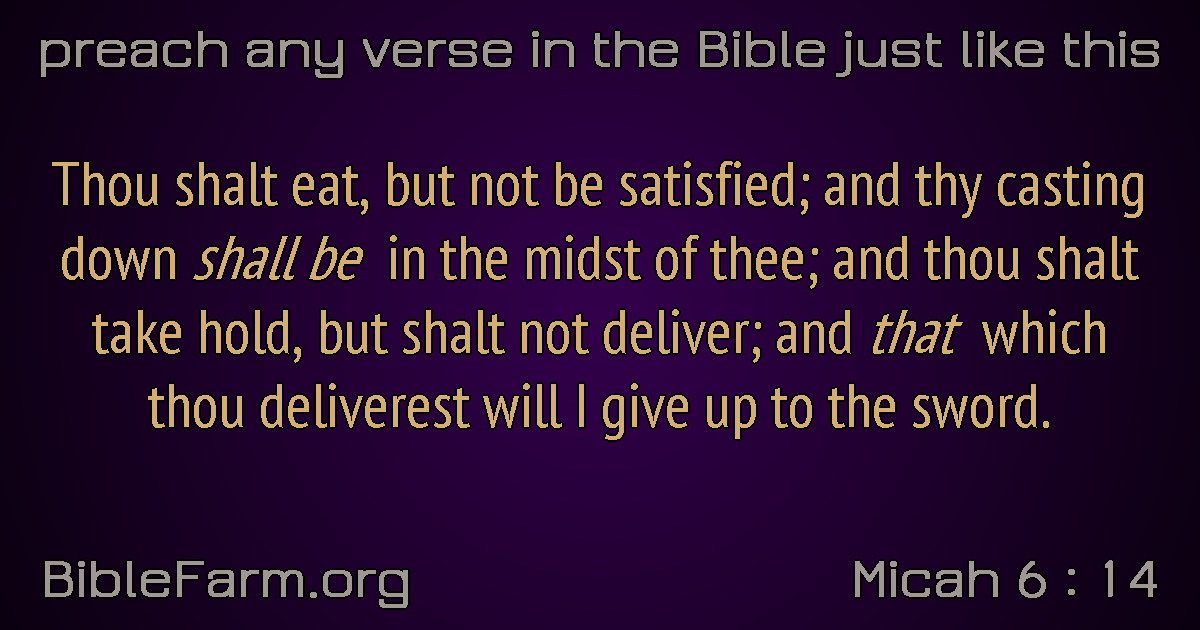 preach any verse in the Bible just like this
Thou shalt eat, but not be satisfied; and thy casting
down shall be in the midst of thee; and thou shalt
take hold, but shalt not deliver; and that which
thou deliverest will I give up to the sword.
BibleFarm.org
Micah 6 : 14